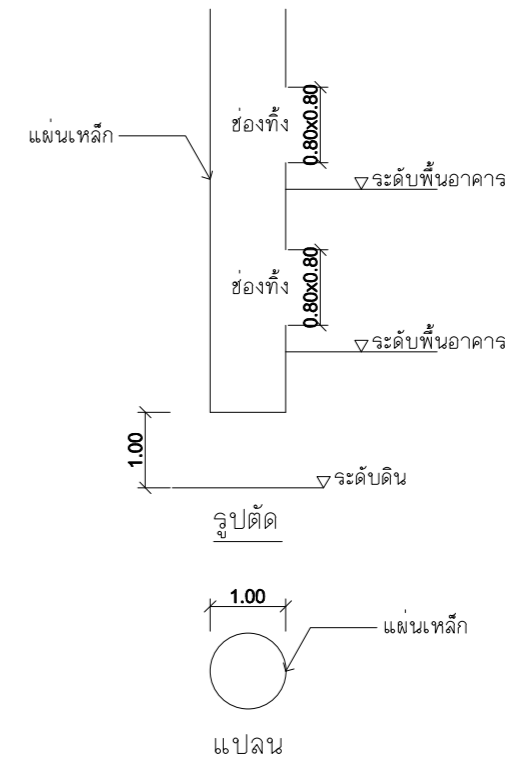 ช่องทิ้ง
0.80x0.80
แผ่นเหล็ก
ระดับพื้นอาคาร
ช่องทิ้ง
0.80x0.80
ระดับพื้นอาคาร
1.00
ระดับดิน
รูปตัด
1.00
แผ่นเหล็ก
แปลน